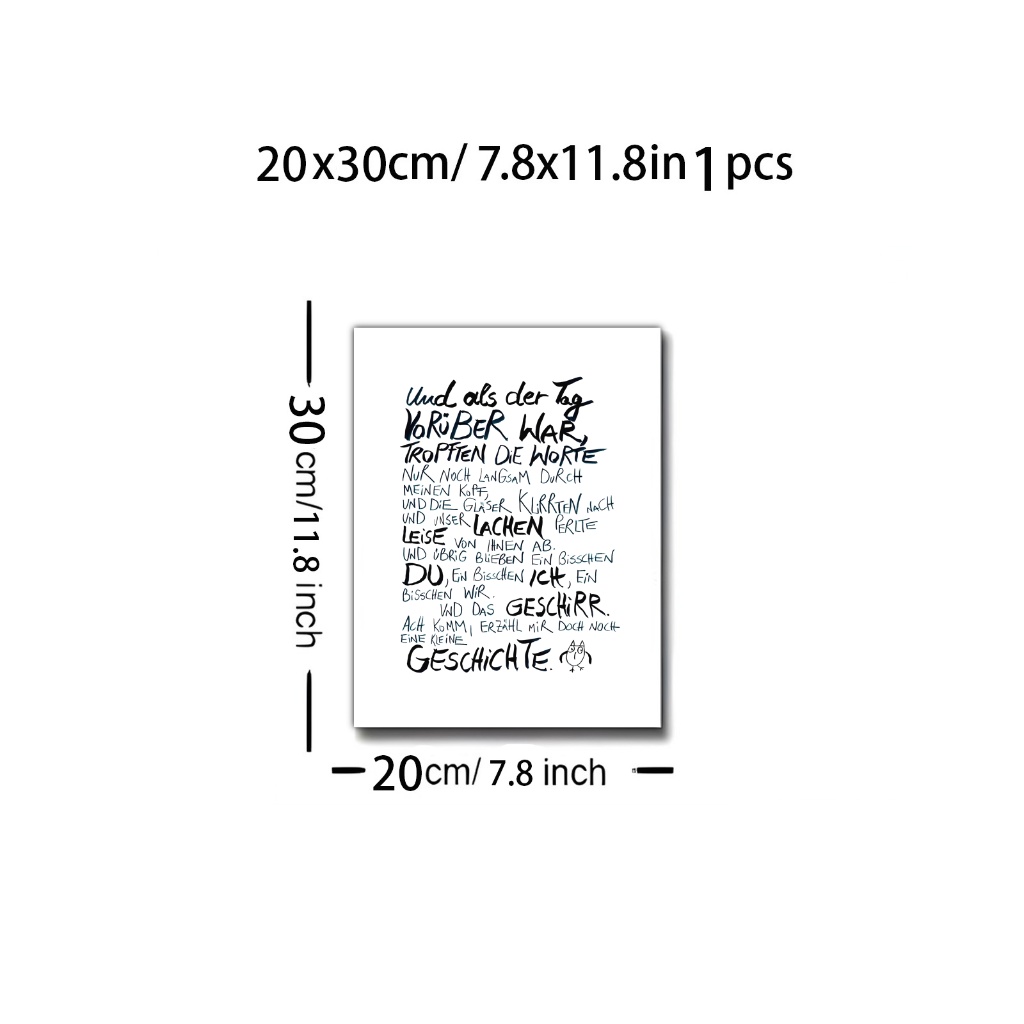 20x30cm/ 7.8x11.8in 1 pcs
30 cm/11.8 inch
Und als der Tag
VORÜBER WAR,
TROPFTEN DiE WORTE
NUR NOCH LANGSAM DURCH
MEiNEN KOPF,
UND DiE GLÄSER KLiRRTEN NACH
UND UNSER LACHEN PERLTE
LEiSE VON iHNEN AB.
UND ÜBRiG BLiEBEN EiN BiSSCHEN
DU, EiN BiSSCHEN iCH, EiN
BiSSCHEN WiR.
UND DAS GESCHiRR.
ACH KOMM, ERZÄHL MiR DOCH NOCH
EiNE KLEiNE
GESCHiCHTE.
20cm/ 7.8 inch